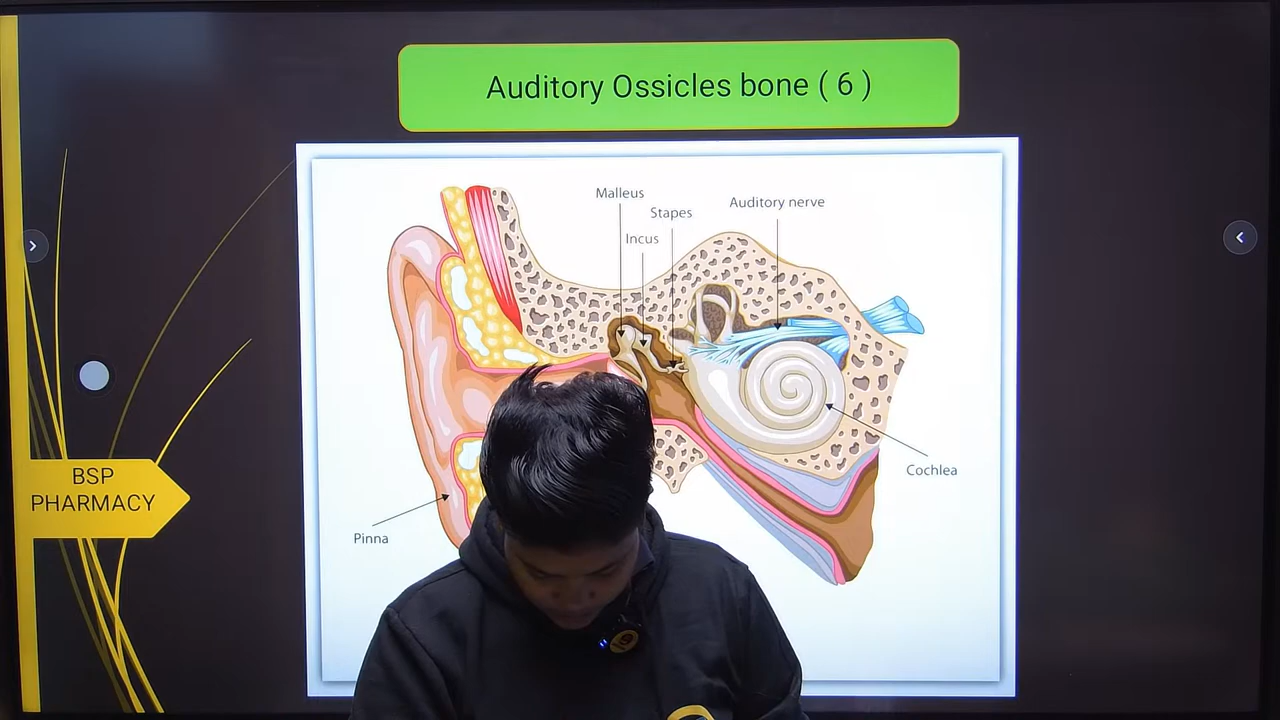 Auditory Ossicles bone ( 6 )
Malleus
Stapes
Incus
Auditory nerve
Cochlea
Pinna
BSP
PHARMACY